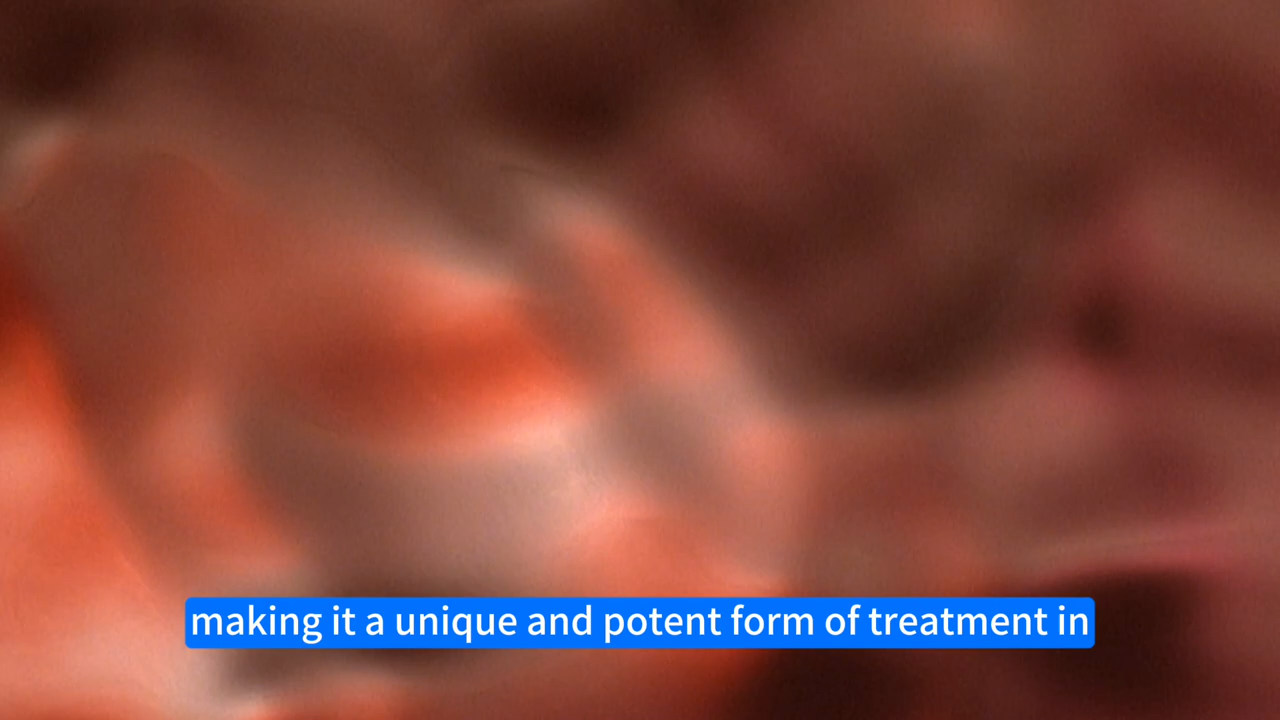 making it a unique and potent form of treatment in